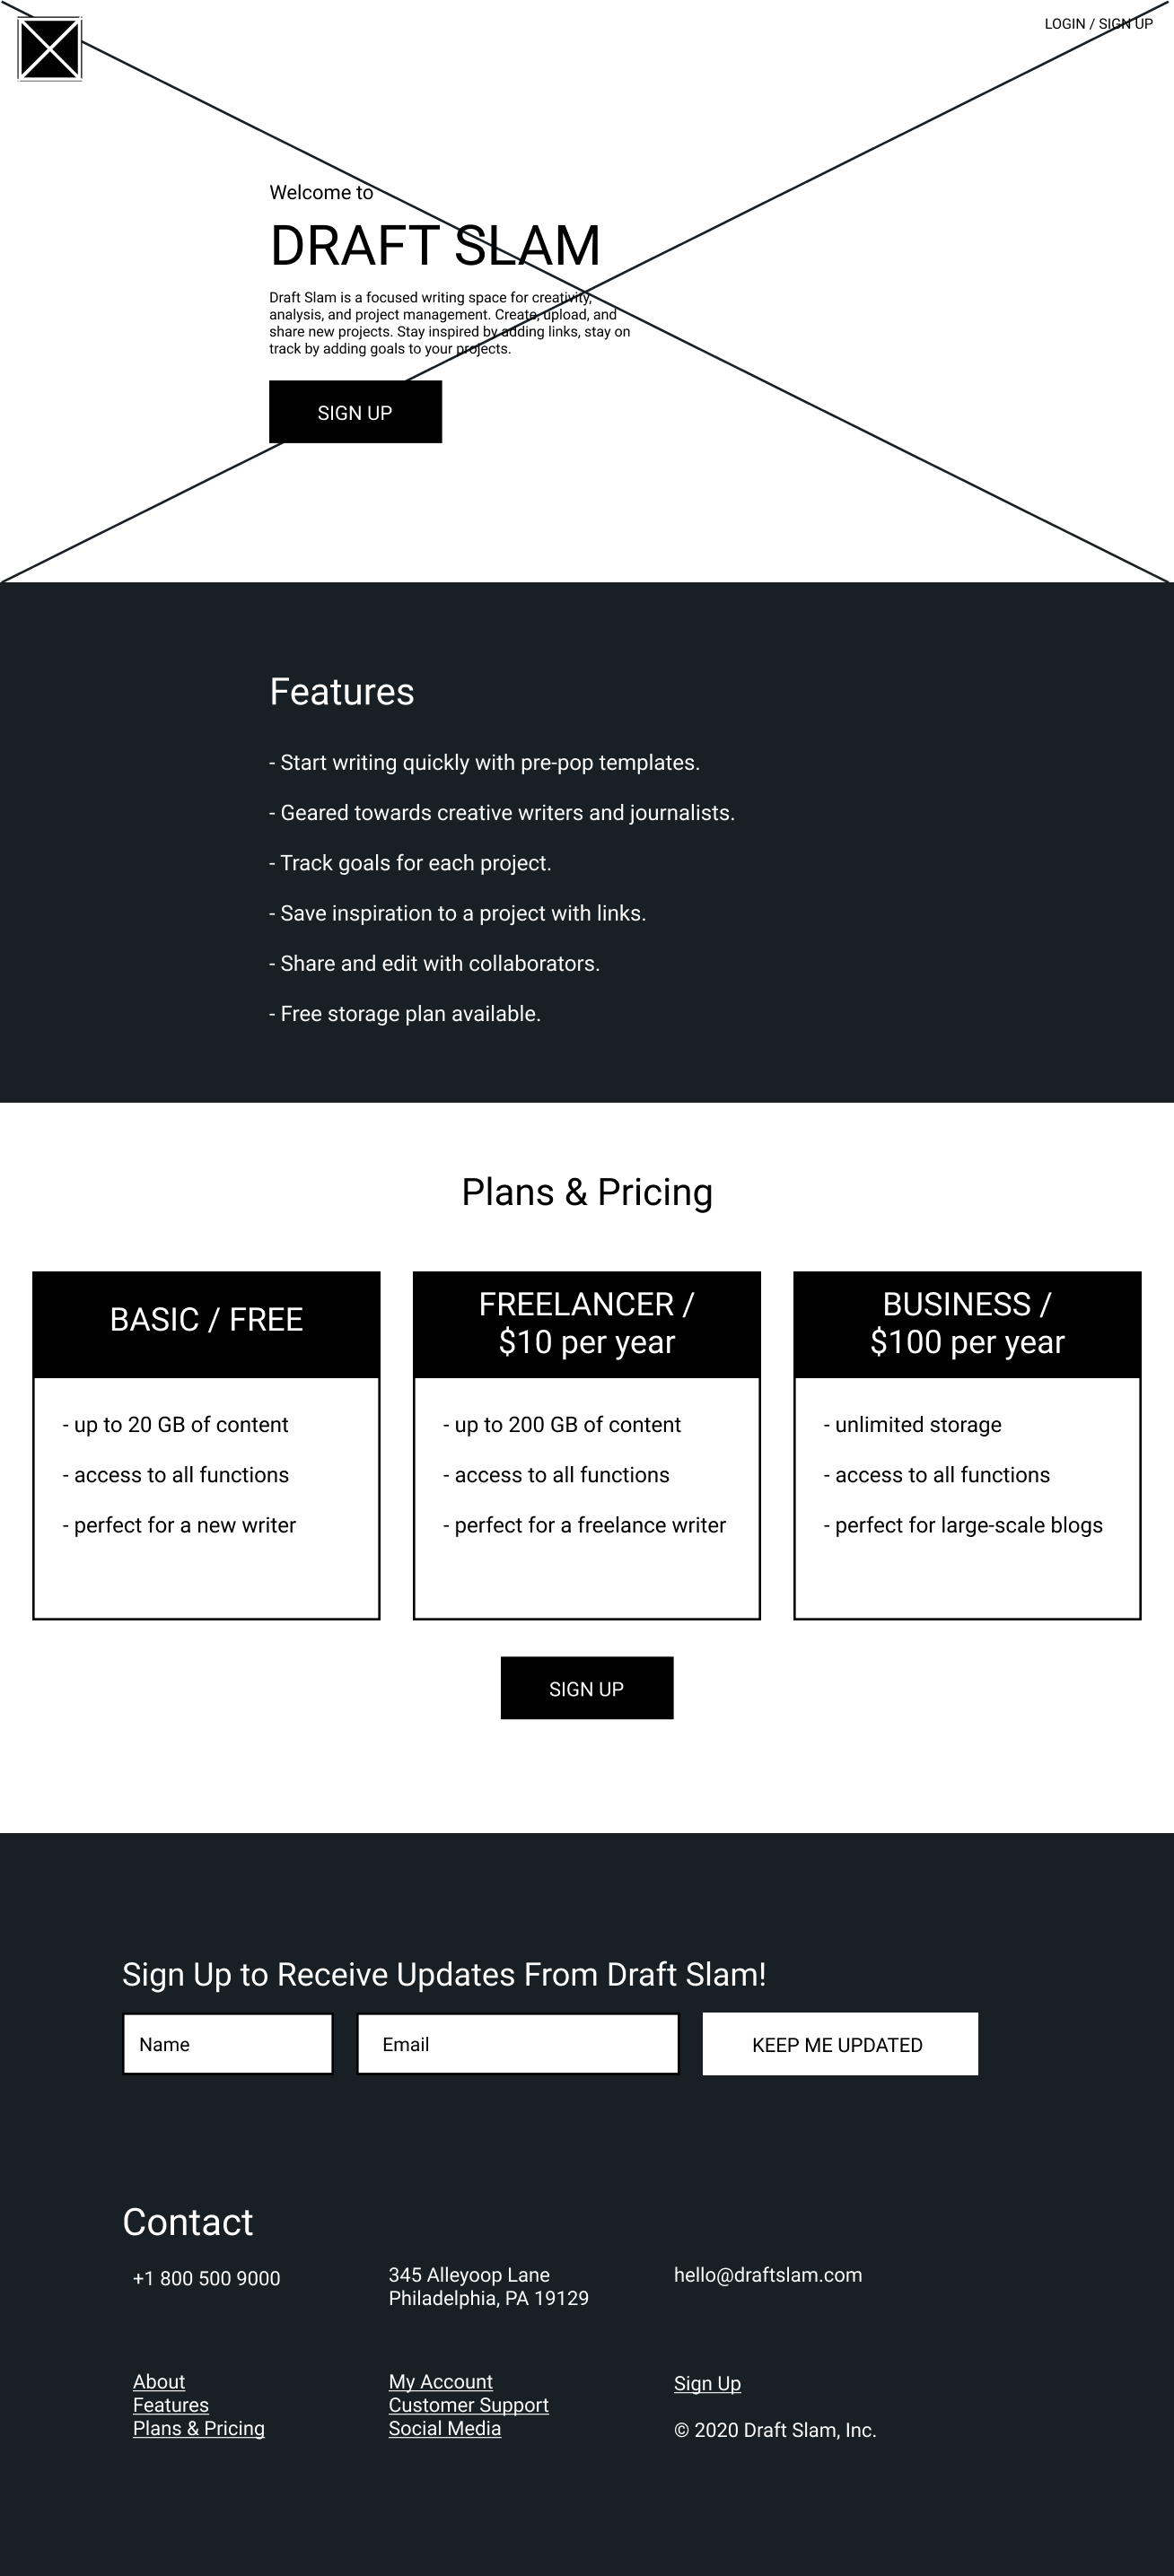 LOGIN / SIGN UP
Welcome to
DRAFT SLAM
Draft Slam is a focused writing space for creativity,
analysis, and project management. Create, upload, and
share new projects. Stay inspired by adding links, stay on
track by adding goals to your projects.
SIGN UP
Features
- Start writing quickly with pre-pop templates.
- Geared towards creative writers and journalists.
- Track goals for each project.
- Save inspiration to a project with links.
- Share and edit with collaborators.
- Free storage plan available.
Plans & Pricing
BASIC / FREE
- up to 20 GB of content
- access to all functions
- perfect for a new writer
FREELANCER /
$10 per year
- up to 200 GB of content
- access to all functions
- perfect for a freelance writer
BUSINESS /
$100 per year
- unlimited storage
- access to all functions
- perfect for large-scale blogs
SIGN UP
Sign Up to Receive Updates From Draft Slam!
Name
Email
KEEP ME UPDATED
Contact
+1 800 500 9000
345 Alleyoop Lane
Philadelphia, PA 19129
hello@draftslam.com
About
Features
Plans & Pricing
My Account
Customer Support
Social Media
Sign Up
© 2020 Draft Slam, Inc.